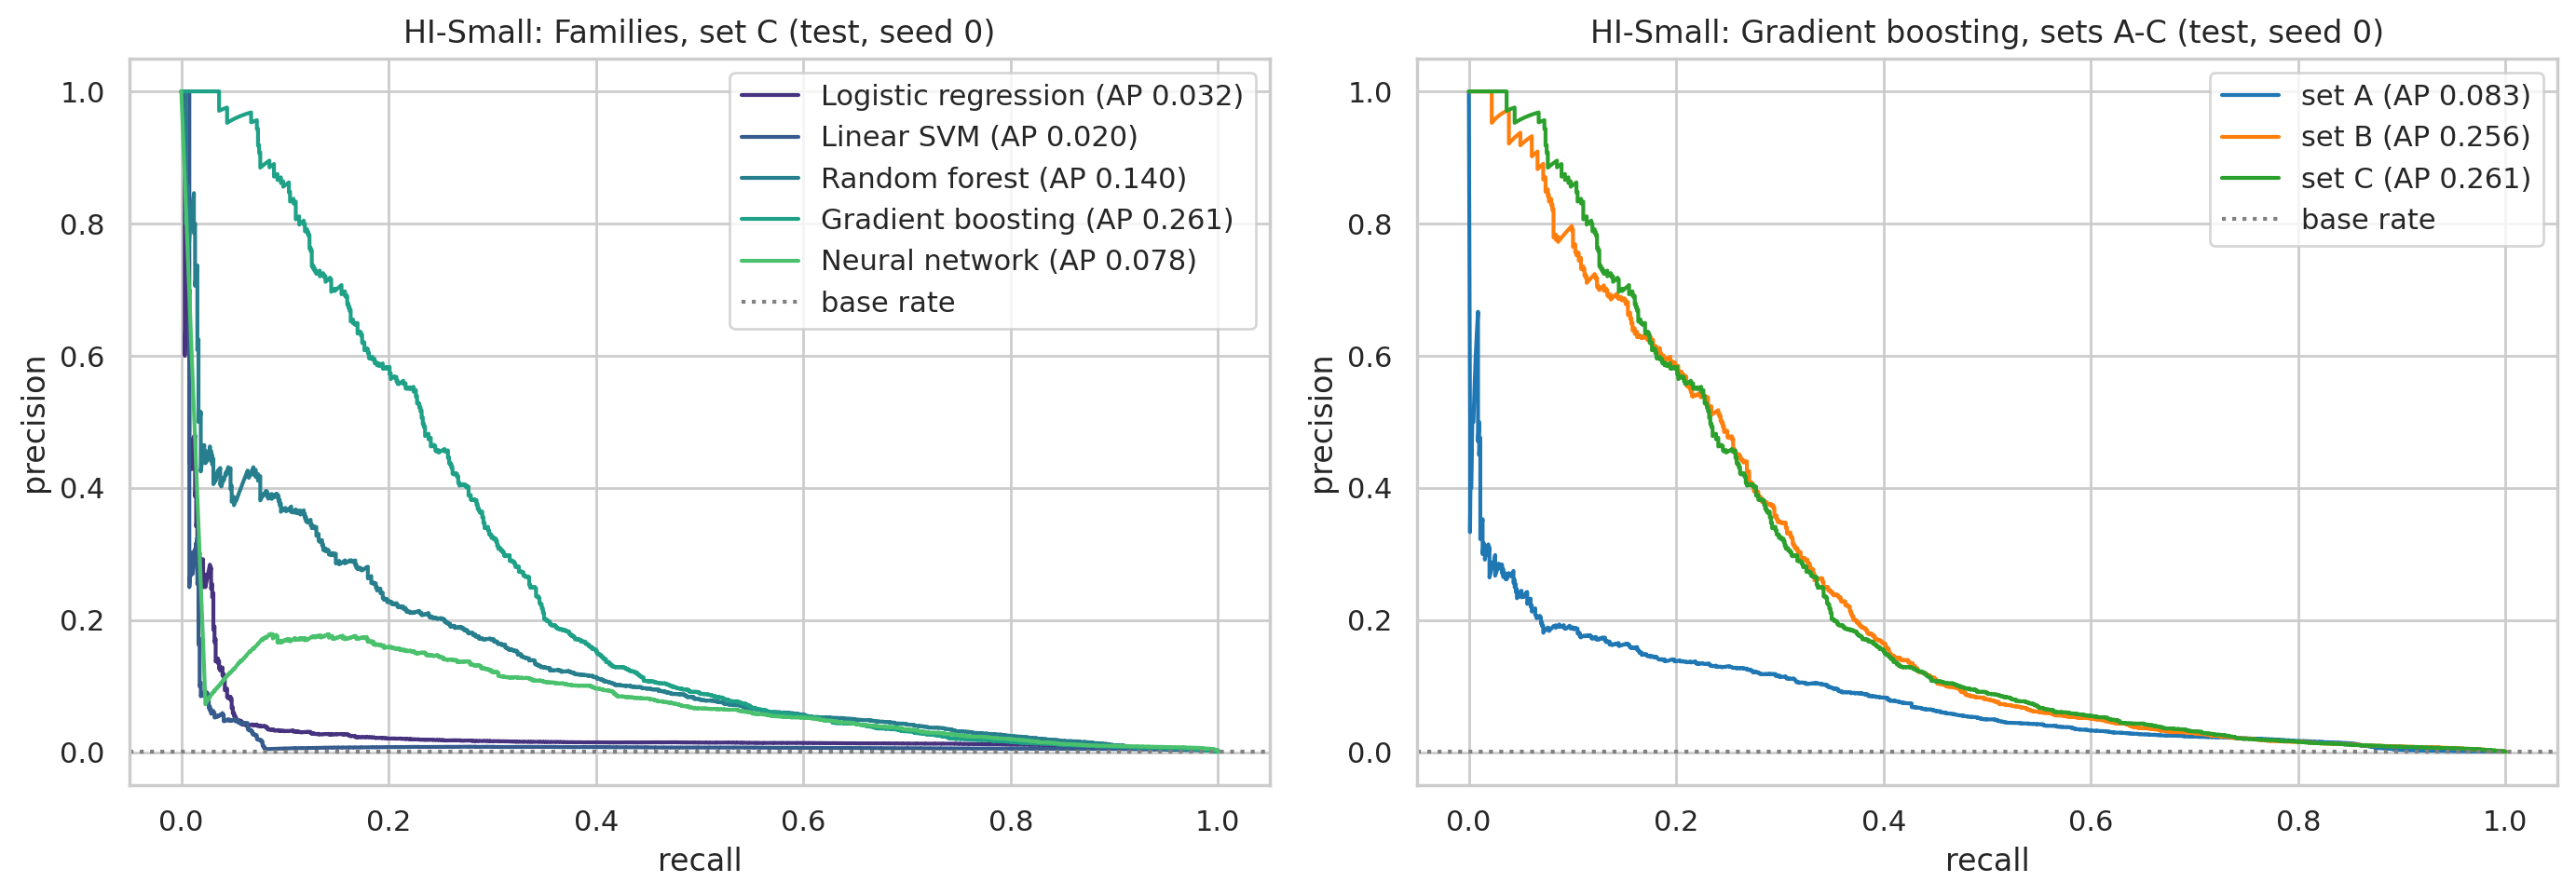 HI-Small: Families, set C (test, seed 0)
Logistic regression (AP 0.032)
Linear SVM (AP 0.020)
Random forest (AP 0.140)
Gradient boosting (AP 0.261)
Neural network (AP 0.078)
base rate
precision
1.0
0.8
0.6
0.4
0.2
0.0
0.0 0.2 0.4 0.6 0.8 1.0
recall
HI-Small: Gradient boosting, sets A-C (test, seed 0)
set A (AP 0.083)
set B (AP 0.256)
set C (AP 0.261)
base rate
precision
1.0
0.8
0.6
0.4
0.2
0.0
0.0 0.2 0.4 0.6 0.8 1.0
recall